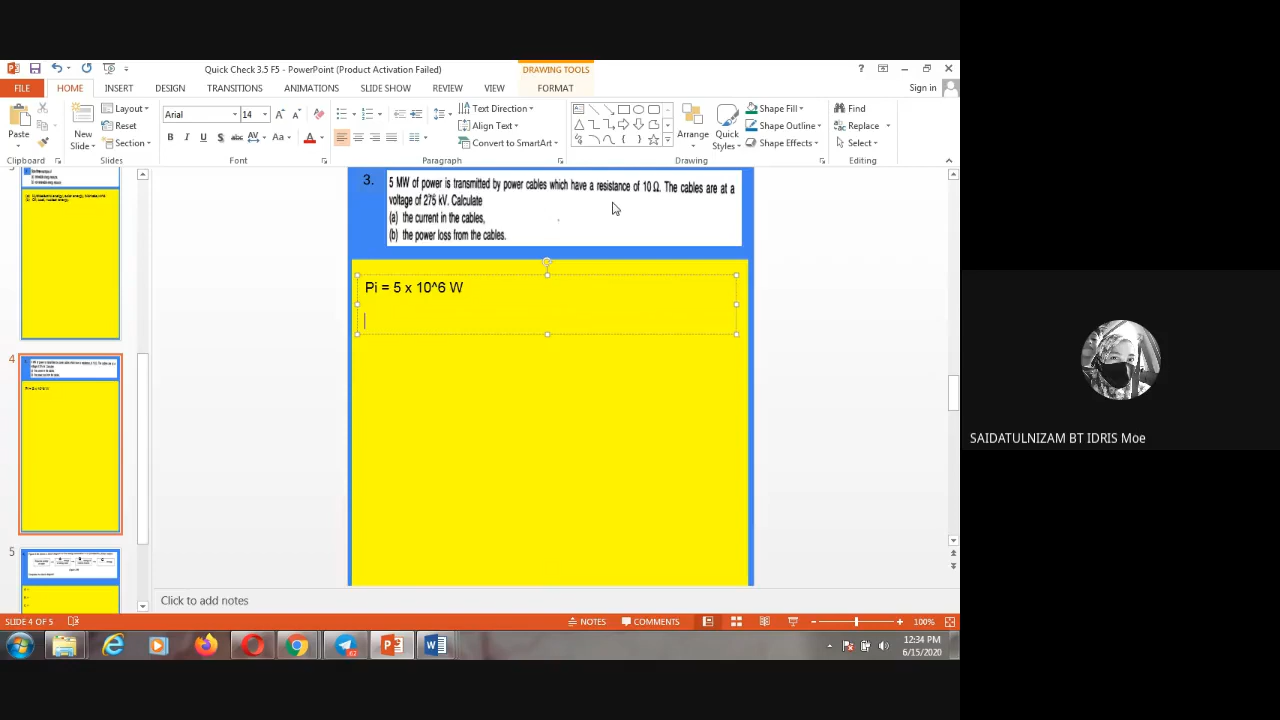 Quick Check 3.5 F5 - PowerPoint (Product Activation Failed)
DRAWING TOOLS
FILE HOME INSERT DESIGN TRANSITIONS ANIMATIONS SLIDE SHOW REVIEW VIEW FORMAT
Sign in
Paste
New
Slide
Layout
Reset
Section
Arial
14
Text Direction
Align Text
Convert to SmartArt
Arrange
Quick
Styles
Shape Fill
Shape Outline
Shape Effects
Find
Replace
Select
Clipboard Slides Font Paragraph Drawing Editing
3. 5 MW of power is transmitted by power cables which have a resistance of 10 Ω. The cables are at a
voltage of 275 kV. Calculate
(a) the current in the cables,
(b) the power loss from the cables.
Pi = 5 x 10^6 W
4
5
Click to add notes
SLIDE 4 OF 5
NOTES
COMMENTS
100%
62
12:34 PM
6/15/2020
SAIDATULNIZAM BT IDRIS Moe